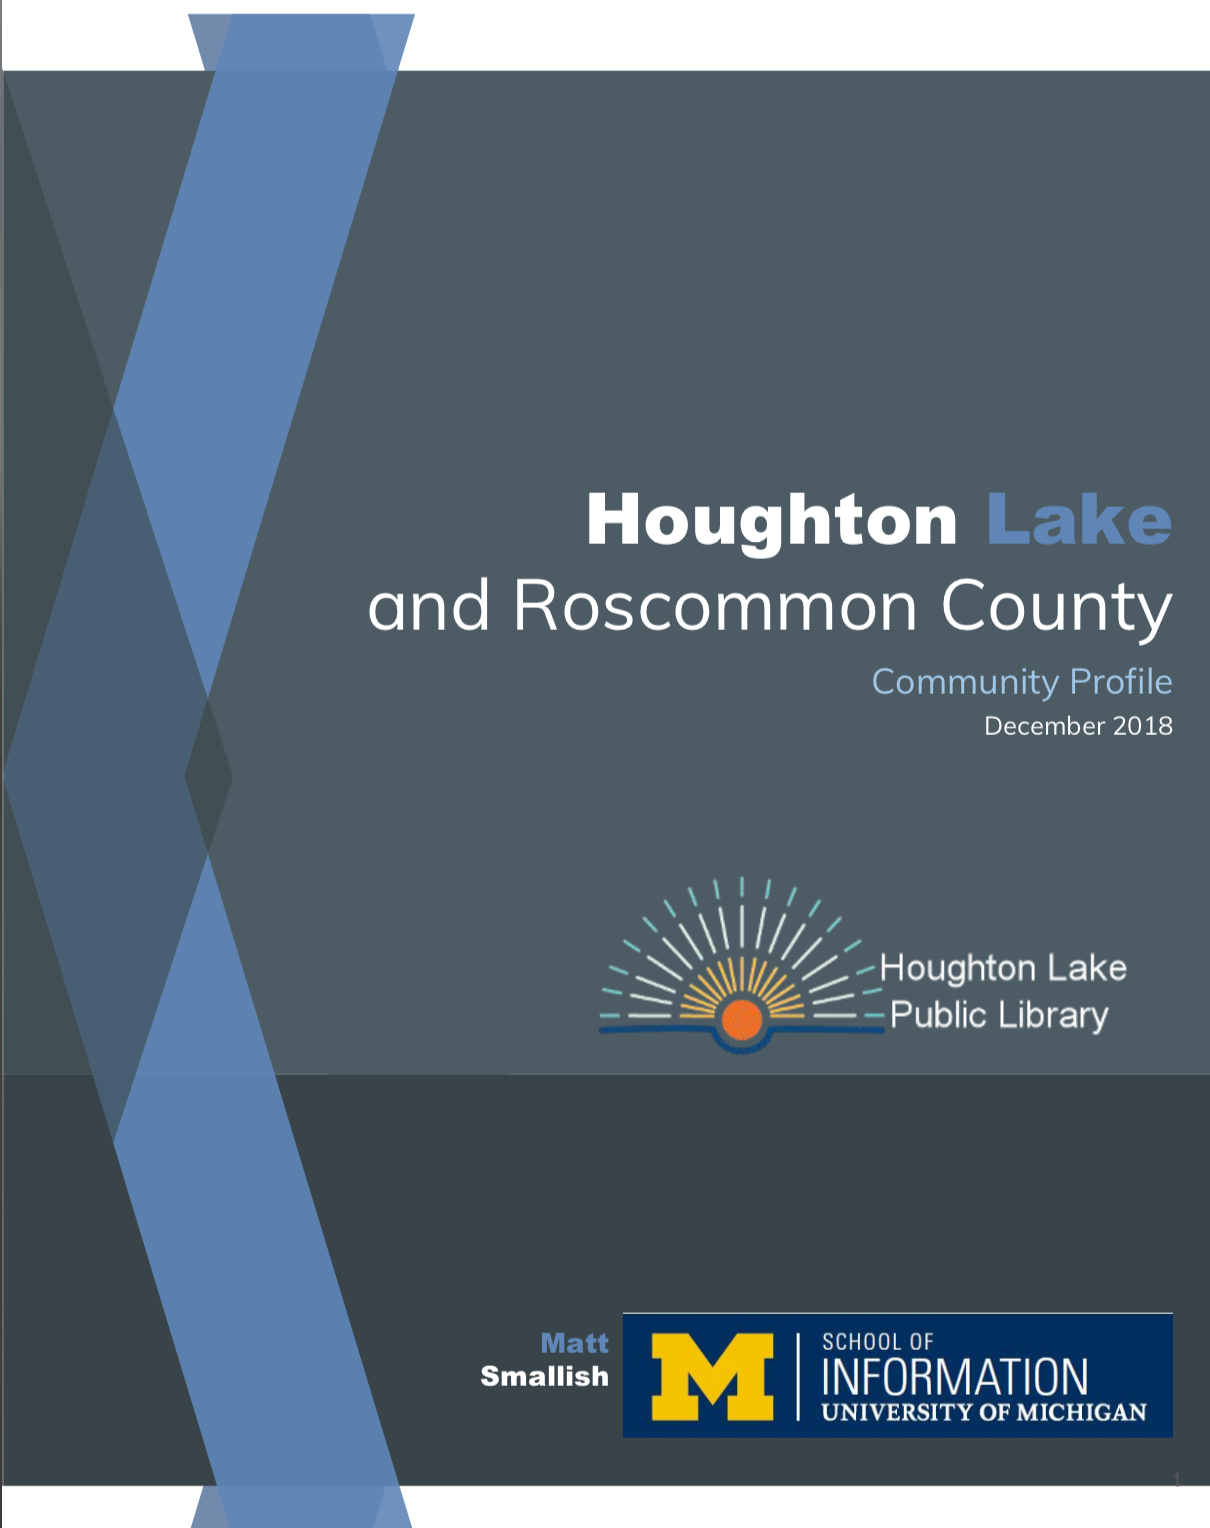 Houghton Lake
and Roscommon County
Community Profile
December 2018
Houghton Lake
Public Library
Matt
Smallish
M
SCHOOL OF
INFORMATION
UNIVERSITY OF MICHIGAN
1